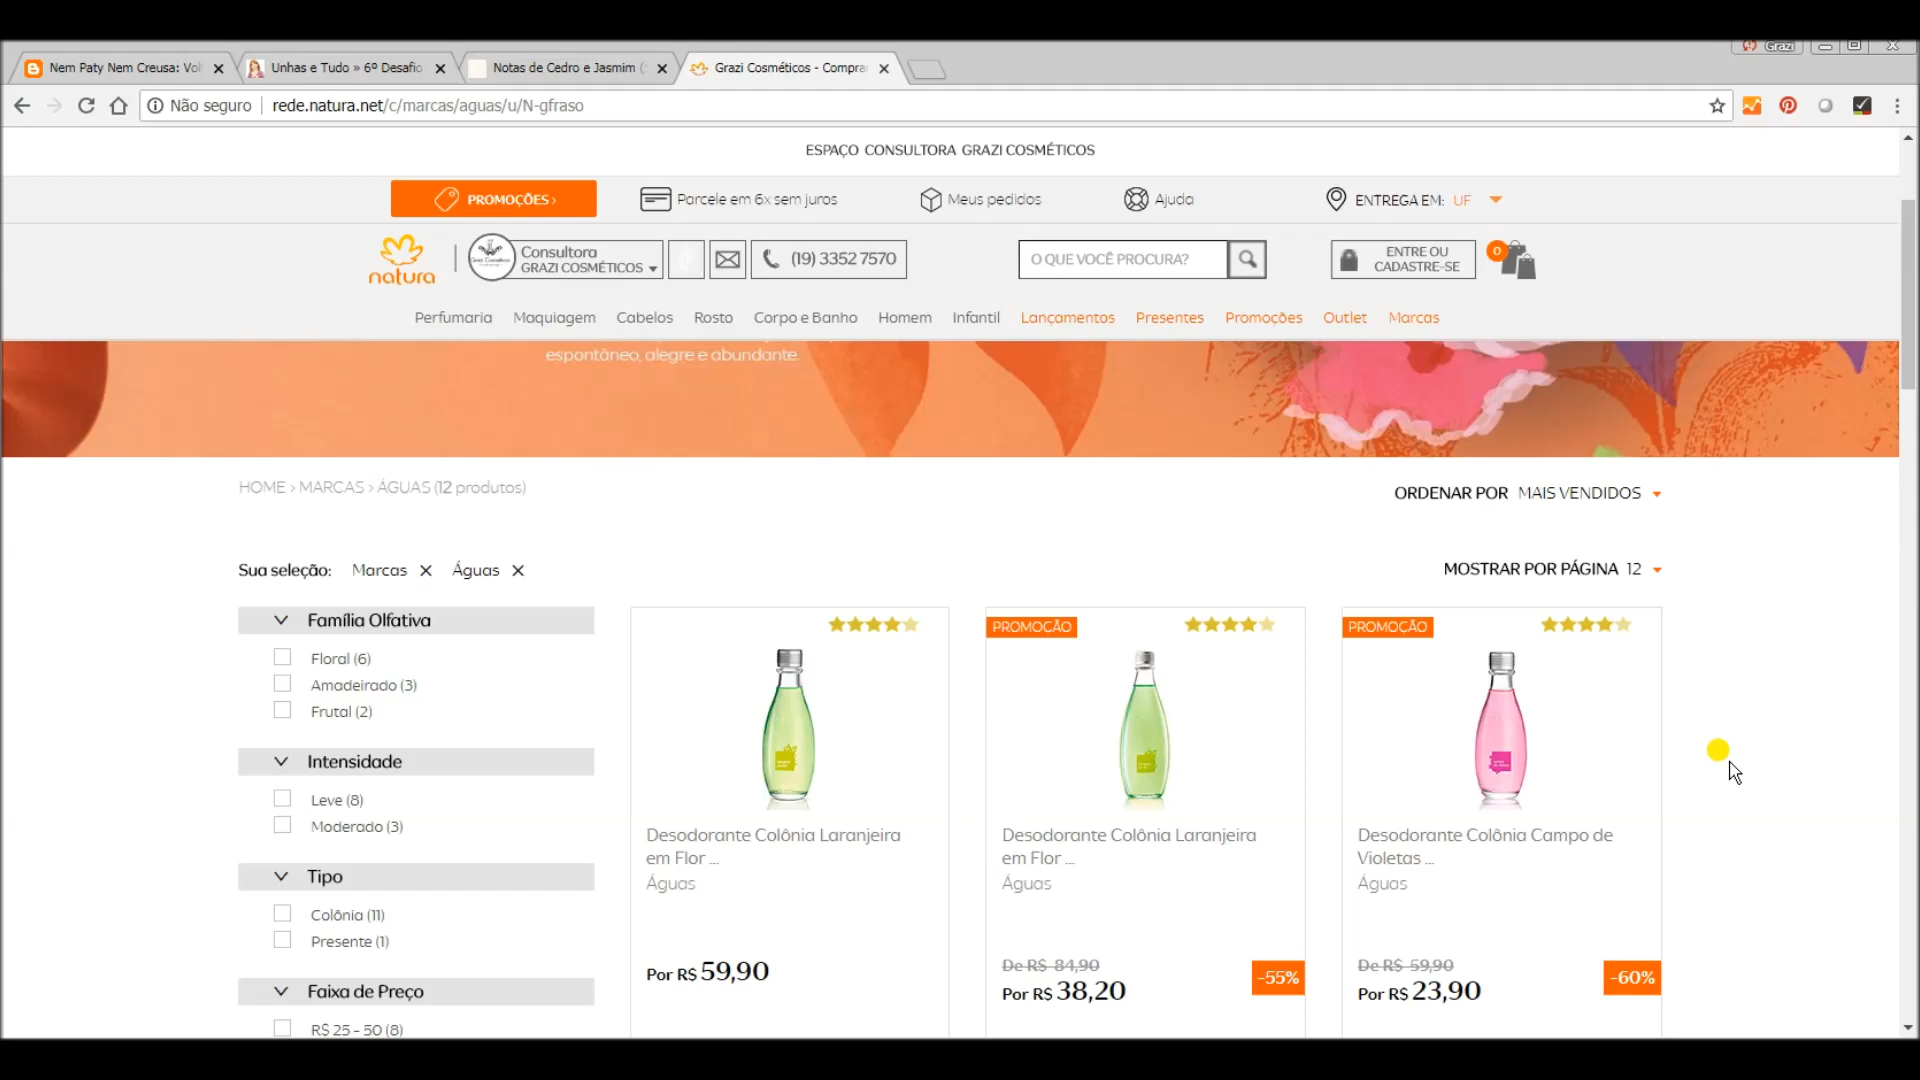 Grazi
Nem Paty Nem Creusa: Vol
Unhas e Tudo » 6º Desafio
Notas de Cedro e Jasmim (
Grazi Cosméticos - Compra
Não seguro
rede.natura.net/c/marcas/aguas/u/N-gfraso
ESPAÇO CONSULTORA GRAZI COSMÉTICOS
PROMOÇÕES ›
Parcele em 6x sem juros
Meus pedidos
Ajuda
ENTREGA EM: UF
natura
Consultora
GRAZI COSMÉTICOS
(19) 3352 7570
O QUE VOCÊ PROCURA?
ENTRE OU
CADASTRE-SE
0
Perfumaria Maquiagem Cabelos Rosto Corpo e Banho Homem Infantil Lançamentos Presentes Promoções Outlet Marcas
espontâneo, alegre e abundante.
HOME › MARCAS › ÁGUAS (12 produtos)
ORDENAR POR MAIS VENDIDOS
Sua seleção: Marcas Águas
MOSTRAR POR PÁGINA 12
Família Olfativa
Floral (6)
Amadeirado (3)
Frutal (2)
Intensidade
Leve (8)
Moderado (3)
Tipo
Colônia (11)
Presente (1)
Faixa de Preço
R$ 25 - 50 (8)
Desodorante Colônia Laranjeira
em Flor ...
Águas
Por R$ 59,90
PROMOÇÃO
Desodorante Colônia Laranjeira
em Flor ...
Águas
De R$ 84,90
Por R$ 38,20
-55%
PROMOÇÃO
Desodorante Colônia Campo de
Violetas ...
Águas
De R$ 59,90
Por R$ 23,90
-60%